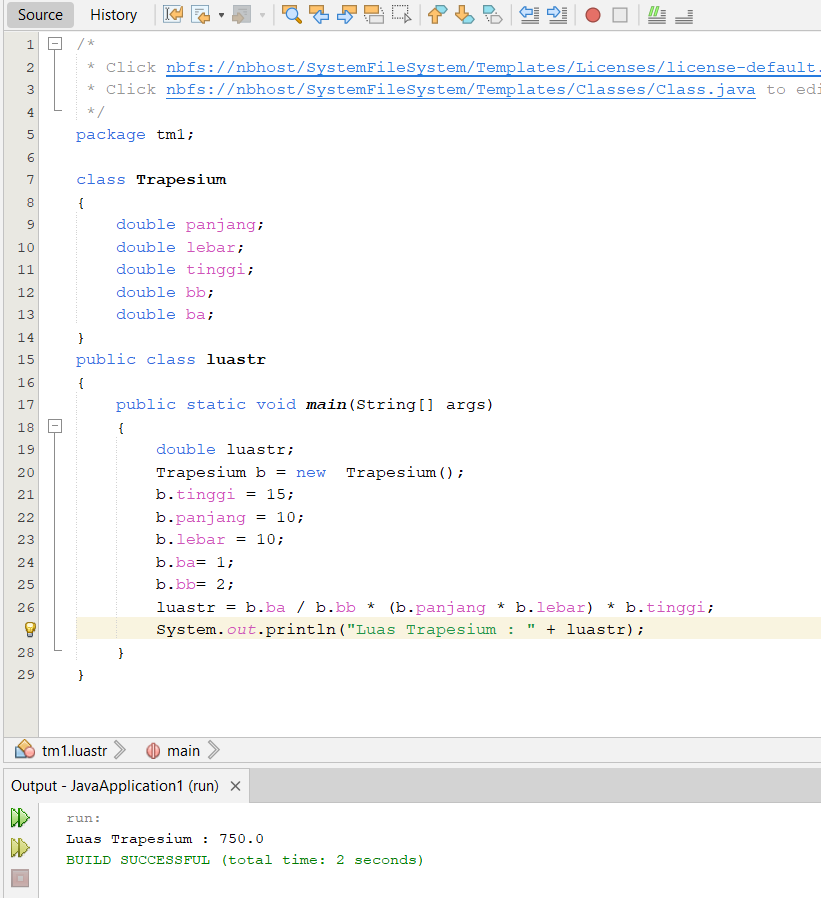 Source History
1 /*
2 * Click nbfs://nbhost/SystemFileSystem/Templates/Licenses/license-default.
3 * Click nbfs://nbhost/SystemFileSystem/Templates/Classes/Class.java to edi
4 */
5 package tm1;
6
7 class Trapesium
8 {
9 double panjang;
10 double lebar;
11 double tinggi;
12 double bb;
13 double ba;
14 }
15 public class luastr
16 {
17 public static void main(String[] args)
18 {
19 double luastr;
20 Trapesium b = new  Trapesium();
21 b.tinggi = 15;
22 b.panjang = 10;
23 b.lebar = 10;
24 b.ba= 1;
25 b.bb= 2;
26 luastr = b.ba / b.bb * (b.panjang * b.lebar) * b.tinggi;
System.out.println("Luas Trapesium : " + luastr);
28 }
29 }
tm1.luastr main
Output - JavaApplication1 (run)
run:
Luas Trapesium : 750.0
BUILD SUCCESSFUL (total time: 2 seconds)